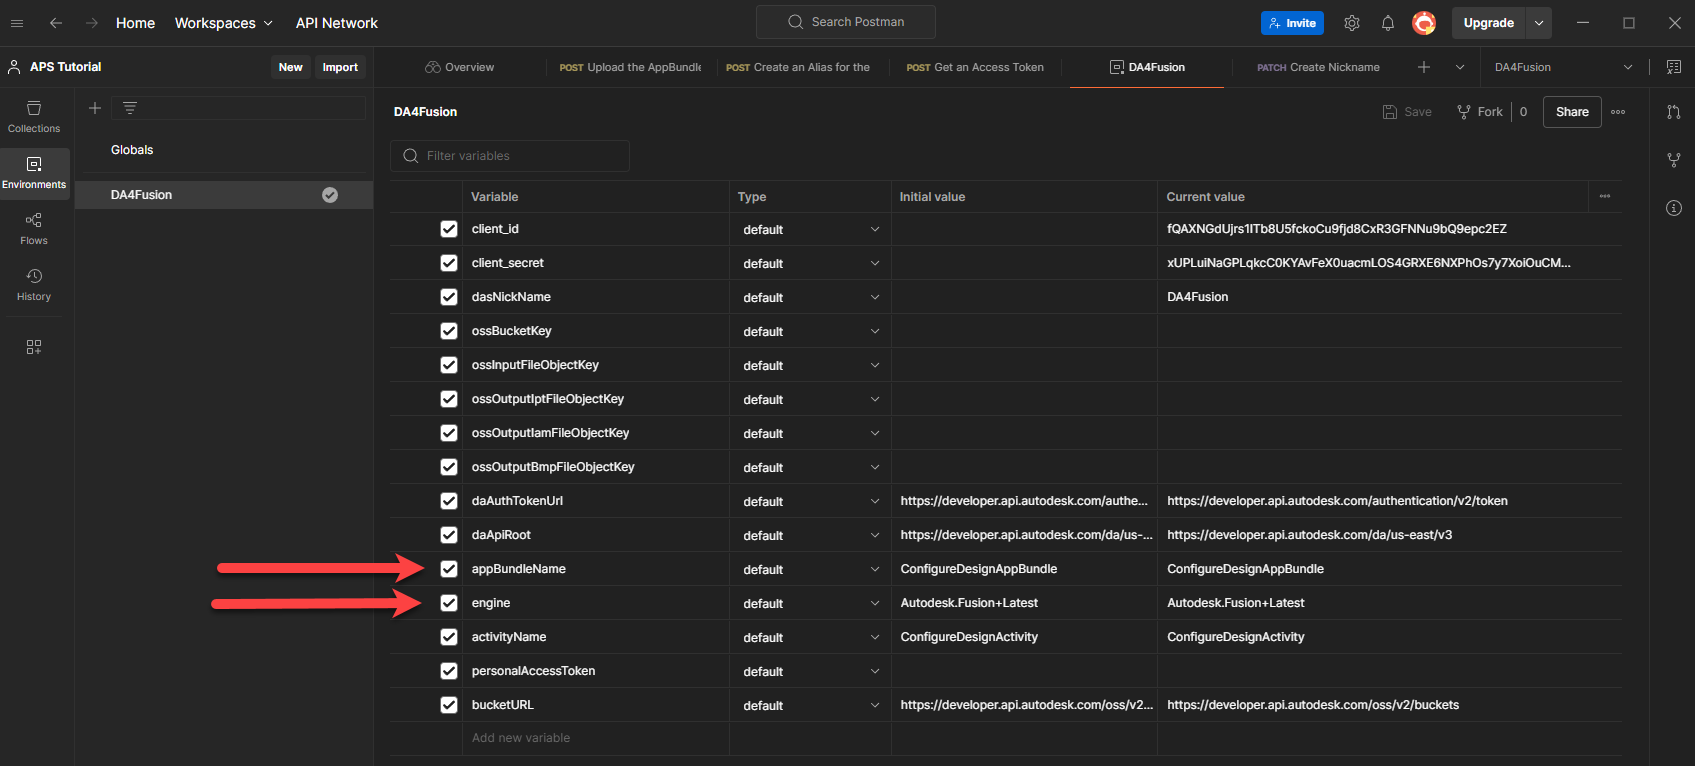 Home Workspaces API Network Search Postman Invite Upgrade
APS Tutorial New Import
Overview POST Upload the AppBundle POST Create an Alias for the POST Get an Access Token DA4Fusion PATCH Create Nickname DA4Fusion
Collections
Environments
Flows
History
Globals
DA4Fusion
DA4Fusion Save Fork 0 Share
Filter variables
Variable Type Initial value Current value
client_id default fQAXNGdUjrs1ITb8U5fckoCu9fjd8CxR3GFNNu9bQ9epc2EZ
client_secret default xUPLuiNaGPLqkcC0KYAvFeX0uacmLOS4GRXE6NXPhOs7y7XoiOuCM...
dasNickName default DA4Fusion
ossBucketKey default
ossInputFileObjectKey default
ossOutputIptFileObjectKey default
ossOutputIamFileObjectKey default
ossOutputBmpFileObjectKey default
daAuthTokenUrl default https://developer.api.autodesk.com/authe... https://developer.api.autodesk.com/authentication/v2/token
daApiRoot default https://developer.api.autodesk.com/da/us-... https://developer.api.autodesk.com/da/us-east/v3
appBundleName default ConfigureDesignAppBundle ConfigureDesignAppBundle
engine default Autodesk.Fusion+Latest Autodesk.Fusion+Latest
activityName default ConfigureDesignActivity ConfigureDesignActivity
personalAccessToken default
bucketURL default https://developer.api.autodesk.com/oss/v2... https://developer.api.autodesk.com/oss/v2/buckets
Add new variable